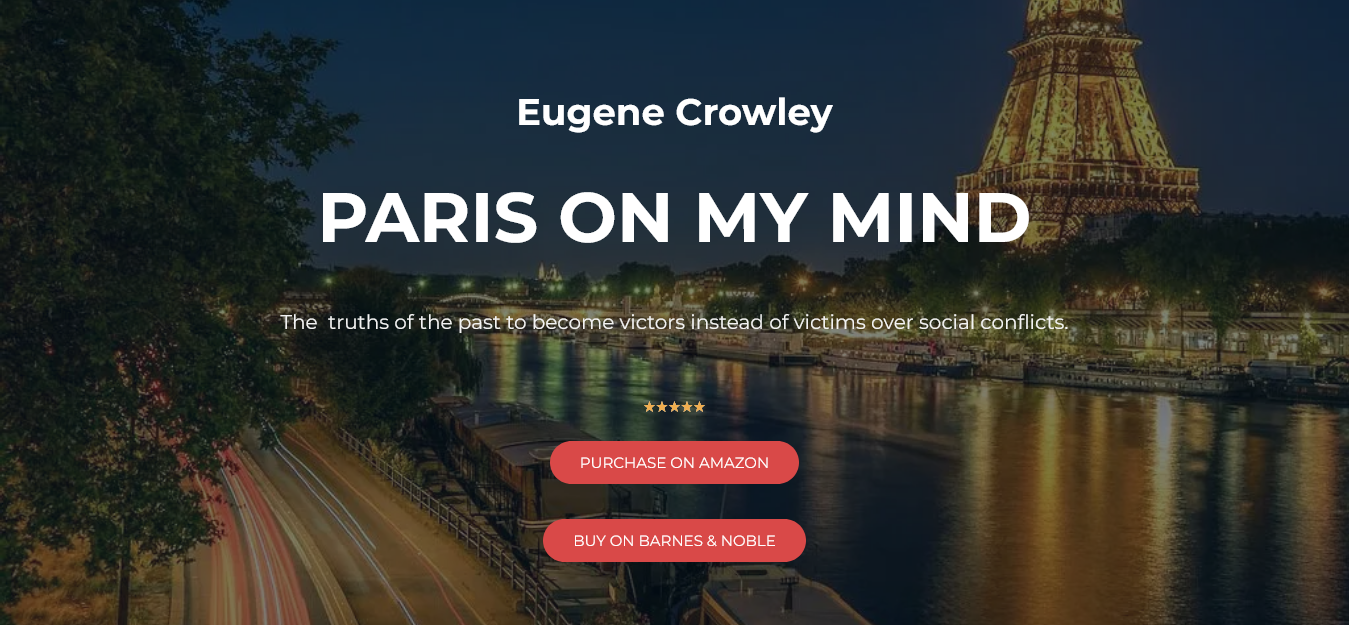 Eugene Crowley
PARIS ON MY MIND
The  truths of the past to become victors instead of victims over social conflicts.
PURCHASE ON AMAZON
BUY ON BARNES & NOBLE